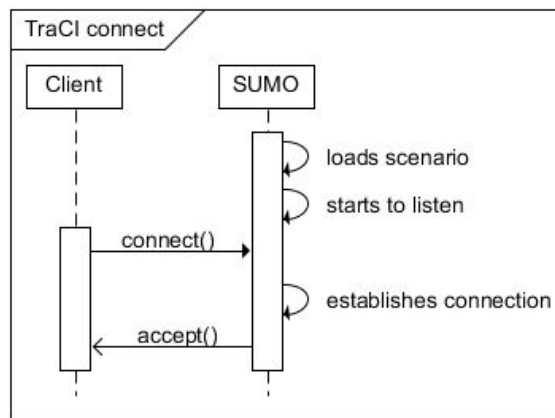 TraCI connect
Client
SUMO
loads scenario
starts to listen
connect()
establishes connection
accept()